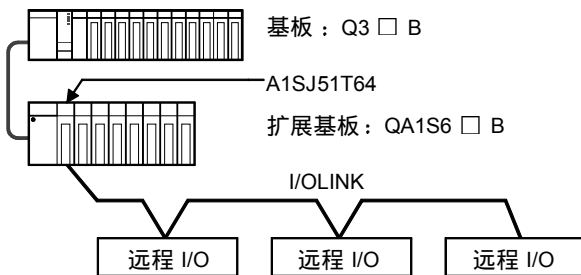 基板：Q3 □ B
A1SJ51T64
扩展基板：QA1S6 □ B
I/OLINK
远程 I/O
远程 I/O
远程 I/O